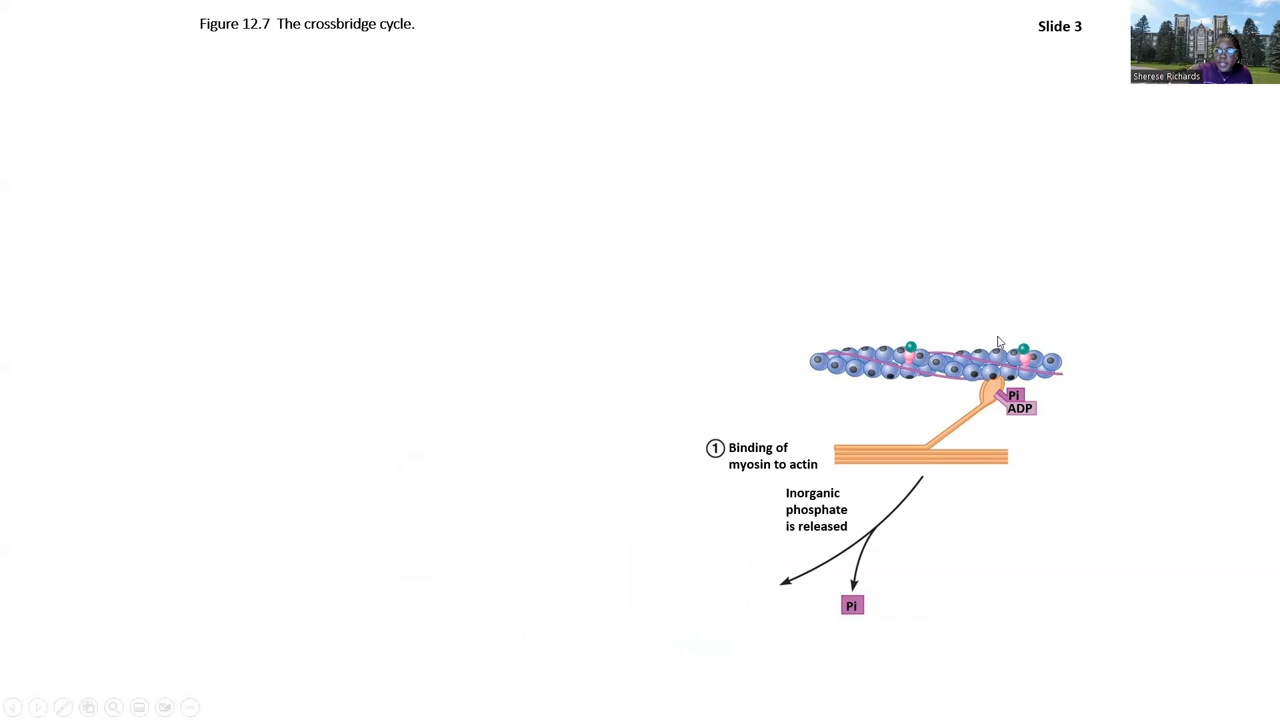 Figure 12.7 The crossbridge cycle.
Slide 3
Sherese Richards
Pi
ADP
1 Binding of
myosin to actin
Inorganic
phosphate
is released
Pi